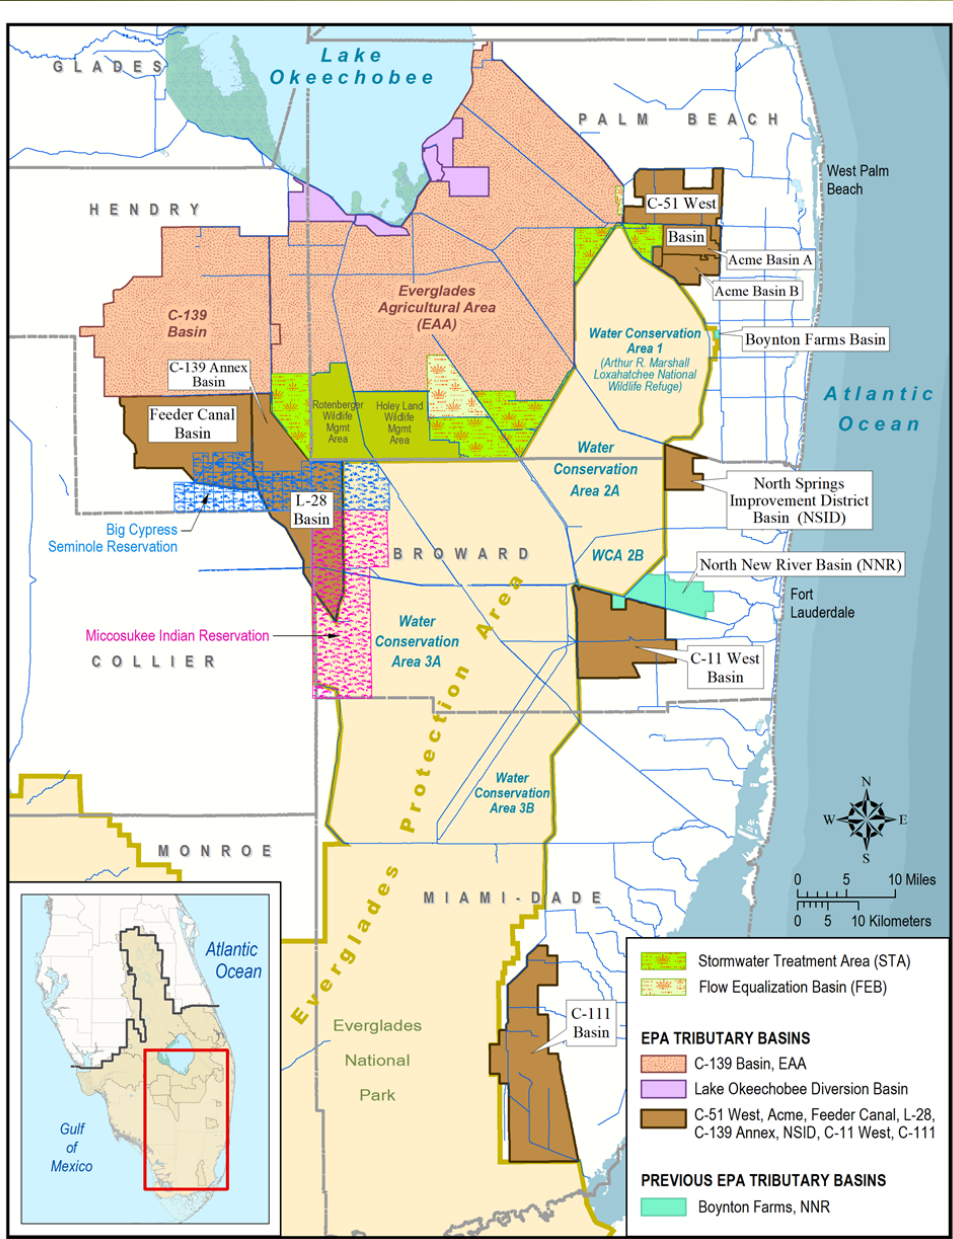 Lake
Okeechobee
GLADES
PALM BEACH
West Palm
Beach
HENDRY
C-51 West
Basin
Acme Basin A
Acme Basin B
Everglades
Agricultural Area
(EAA)
C-139
Basin
Water Conservation
Area 1
(Arthur R. Marshall
Loxahatchee National
Wildlife Refuge)
Boynton Farms Basin
C-139 Annex
Basin
Atlantic
Ocean
Feeder Canal
Basin
Rotenberger
Wildlife
Mgmt
Area
Holey Land
Wildlife
Mgmt
Area
Water
Conservation
Area 2A
North Springs
Improvement District
Basin (NSID)
L-28
Basin
Big Cypress
Seminole Reservation
BROWARD
WCA 2B
North New River Basin (NNR)
Fort
Lauderdale
Miccosukee Indian Reservation
COLLIER
Water
Conservation
Area 3A
C-11 West
Basin
Everglades Protection Area
Water
Conservation
Area 3B
N
W E
S
MONROE
MIAMI-DADE
0 5 10 Miles
0 5 10 Kilometers
Atlantic
Ocean
Gulf
of
Mexico
Everglades
National
Park
C-111
Basin
Stormwater Treatment Area (STA)
Flow Equalization Basin (FEB)
EPA TRIBUTARY BASINS
C-139 Basin, EAA
Lake Okeechobee Diversion Basin
C-51 West, Acme, Feeder Canal, L-28,
C-139 Annex, NSID, C-11 West, C-111
PREVIOUS EPA TRIBUTARY BASINS
Boynton Farms, NNR